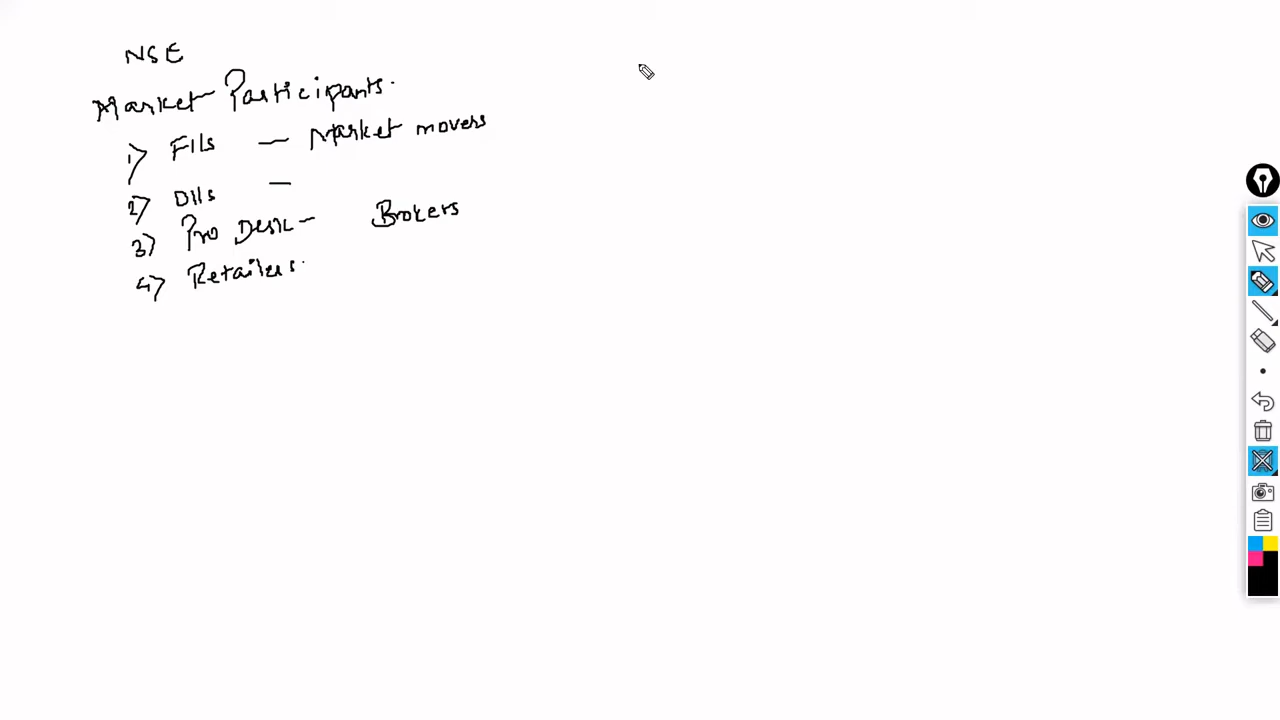 NSE
Market Participants.
1) FIIs — Market movers
2) DIIs —
3) Pro Desk — Brokers
4) Retailers.